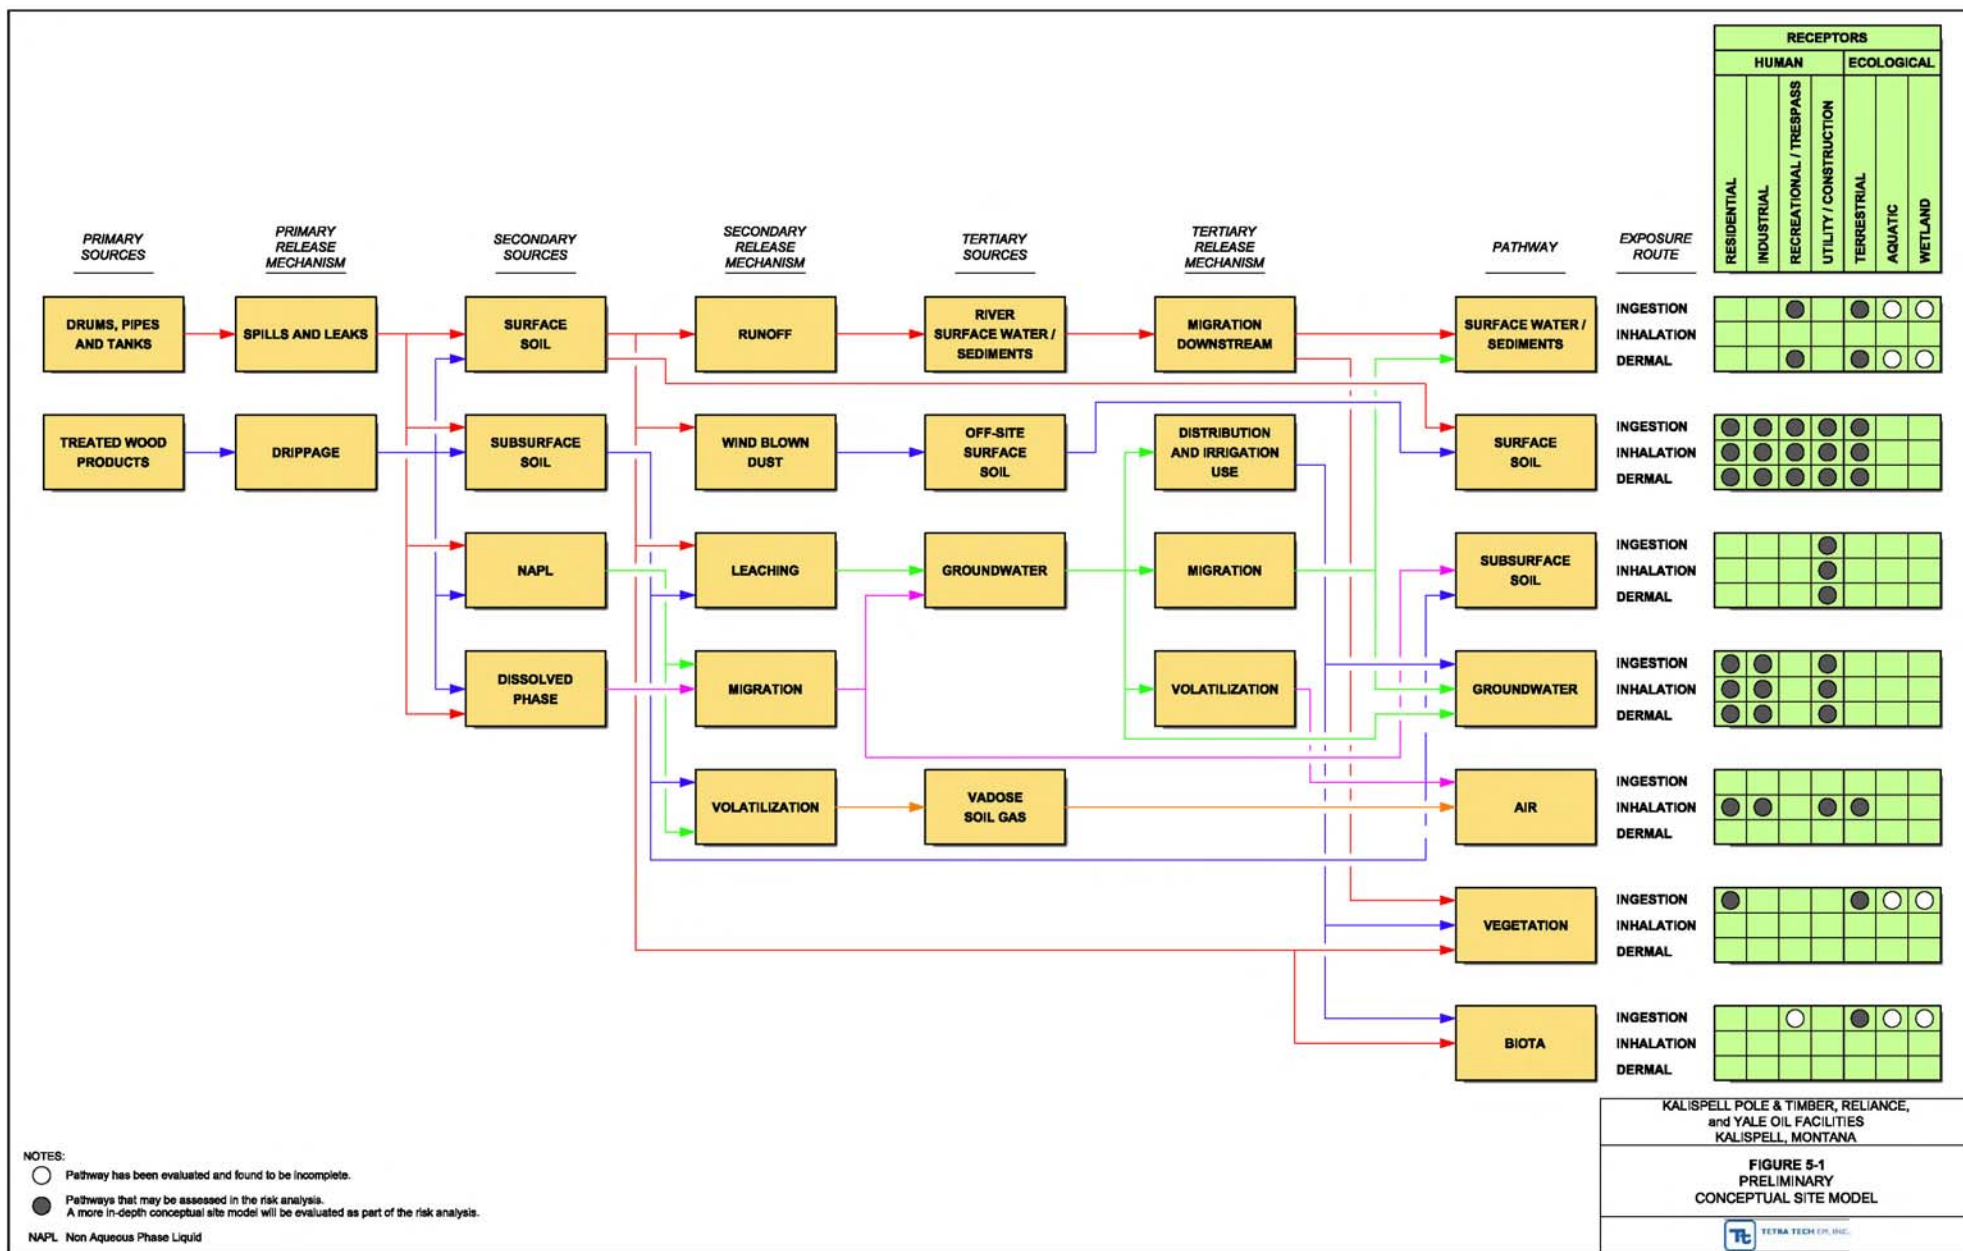 RECEPTORS
HUMAN ECOLOGICAL
RESIDENTIAL
INDUSTRIAL
RECREATIONAL / TRESPASS
UTILITY / CONSTRUCTION
TERRESTRIAL
AQUATIC
WETLAND
PRIMARY
SOURCES
PRIMARY
RELEASE
MECHANISM
SECONDARY
SOURCES
SECONDARY
RELEASE
MECHANISM
TERTIARY
SOURCES
TERTIARY
RELEASE
MECHANISM
PATHWAY
EXPOSURE
ROUTE
DRUMS, PIPES
AND TANKS
SPILLS AND LEAKS
SURFACE
SOIL
RUNOFF
RIVER
SURFACE WATER /
SEDIMENTS
MIGRATION
DOWNSTREAM
SURFACE WATER /
SEDIMENTS
INGESTION
INHALATION
DERMAL
TREATED WOOD
PRODUCTS
DRIPPAGE
SUBSURFACE
SOIL
WIND BLOWN
DUST
OFF-SITE
SURFACE
SOIL
DISTRIBUTION
AND IRRIGATION
USE
SURFACE
SOIL
INGESTION
INHALATION
DERMAL
NAPL
LEACHING
GROUNDWATER
MIGRATION
SUBSURFACE
SOIL
INGESTION
INHALATION
DERMAL
DISSOLVED
PHASE
MIGRATION
VOLATILIZATION
GROUNDWATER
INGESTION
INHALATION
DERMAL
VOLATILIZATION
VADOSE
SOIL GAS
AIR
INGESTION
INHALATION
DERMAL
VEGETATION
INGESTION
INHALATION
DERMAL
BIOTA
INGESTION
INHALATION
DERMAL
NOTES:
Pathway has been evaluated and found to be incomplete.
Pathways that may be assessed in the risk analysis.
A more in-depth conceptual site model will be evaluated as part of the risk analysis.
NAPL Non Aqueous Phase Liquid
KALISPELL POLE & TIMBER, RELIANCE,
and YALE OIL FACILITIES
KALISPELL, MONTANA
FIGURE 5-1
PRELIMINARY
CONCEPTUAL SITE MODEL
Tt TETRA TECH EM, INC.